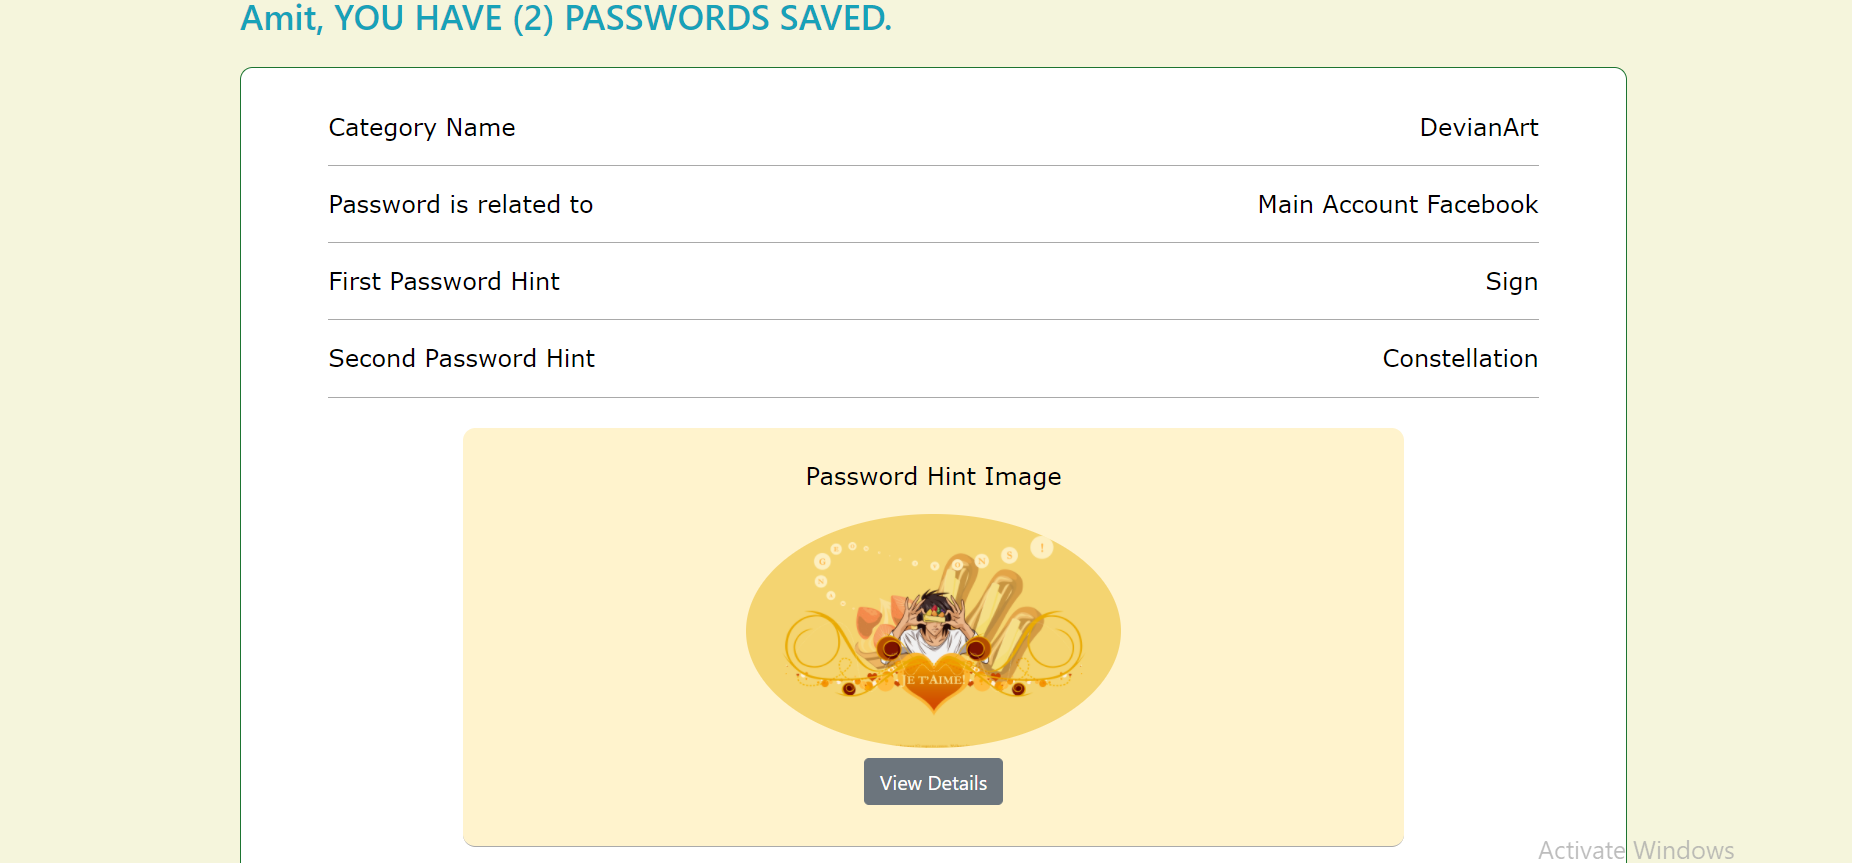 Amit, YOU HAVE (2) PASSWORDS SAVED.
Category Name DevianArt
Password is related to Main Account Facebook
First Password Hint Sign
Second Password Hint Constellation
Password Hint Image
JE T'AIME!
View Details
Activate Windows